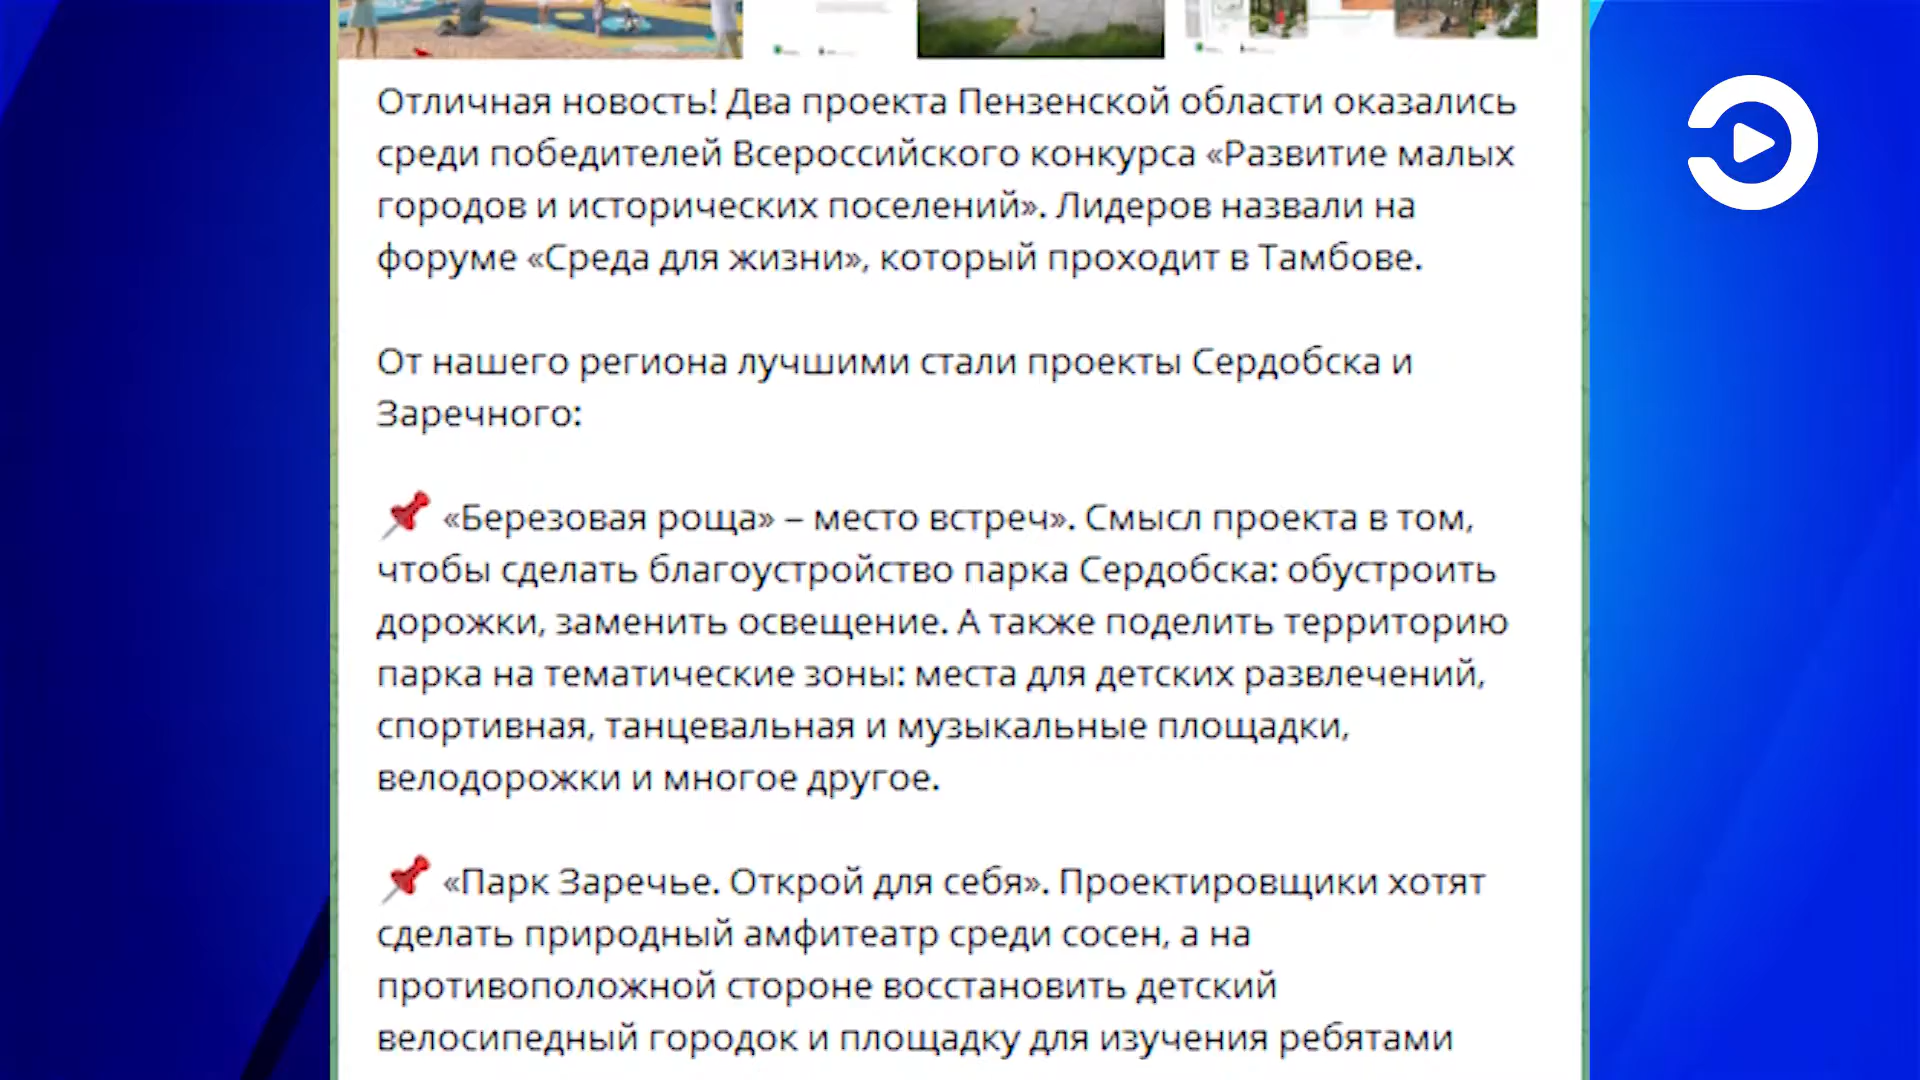 Отличная новость! Два проекта Пензенской области оказались
среди победителей Всероссийского конкурса «Развитие малых
городов и исторических поселений». Лидеров назвали на
форуме «Среда для жизни», который проходит в Тамбове.
От нашего региона лучшими стали проекты Сердобска и
Заречного:
«Березовая роща» – место встреч». Смысл проекта в том,
чтобы сделать благоустройство парка Сердобска: обустроить
дорожки, заменить освещение. А также поделить территорию
парка на тематические зоны: места для детских развлечений,
спортивная, танцевальная и музыкальные площадки,
велодорожки и многое другое.
«Парк Заречье. Открой для себя». Проектировщики хотят
сделать природный амфитеатр среди сосен, а на
противоположной стороне восстановить детский
велосипедный городок и площадку для изучения ребятами